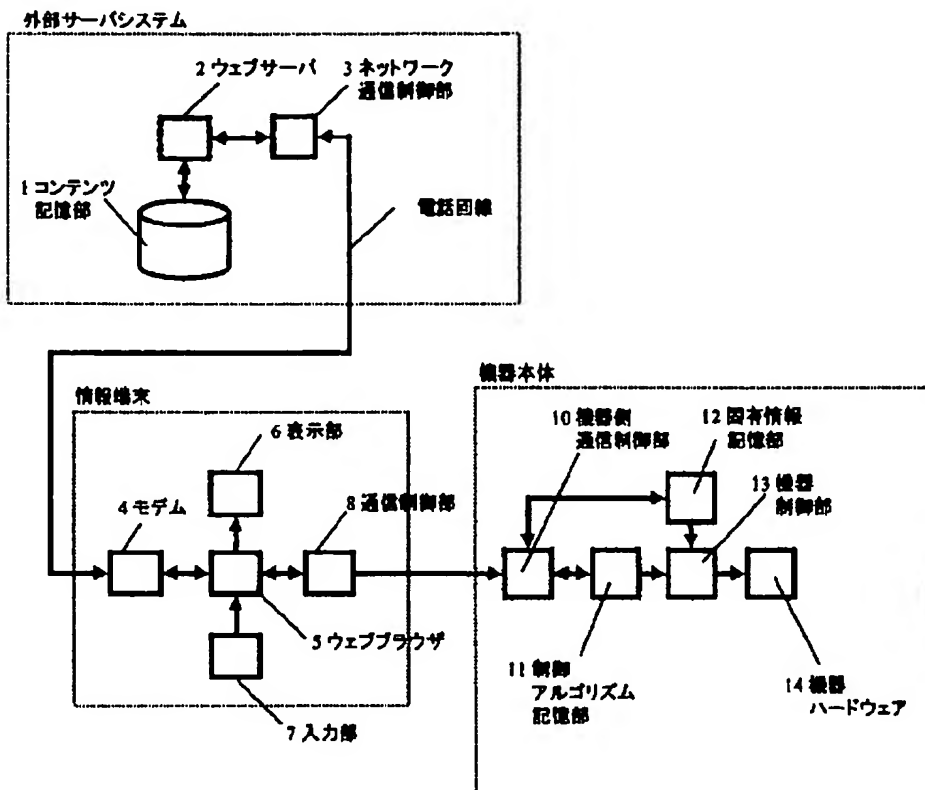 外部サーバシステム
2 ウェブサーバ
3 ネットワーク
通信制御部
1 コンテンツ
記憶部
電話回線
情報端末
6 表示部
4 モデム
8 通信制御部
5 ウェブブラウザ
7 入力部
機器本体
10 機器側
通信制御部
12 固有情報
記憶部
13 機器
制御部
11 制御
アルゴリズム
記憶部
14 機器
ハードウェア